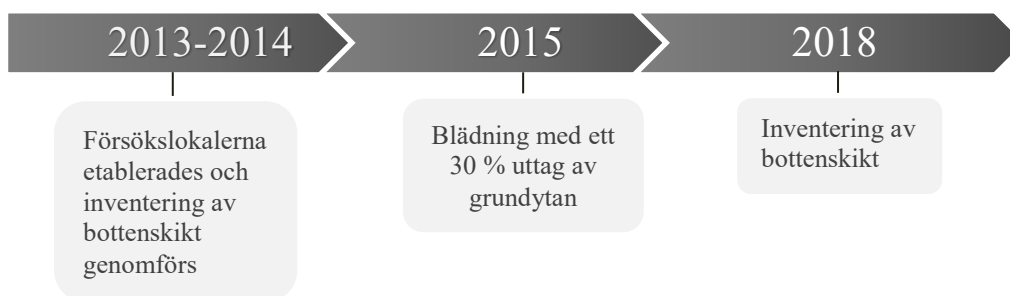 2013-2014
2015
2018
Försökslokalerna
etablerades och
inventering av
bottenskikt
genomförs
Blädning med ett
30 % uttag av
grundytan
Inventering av
bottenskikt